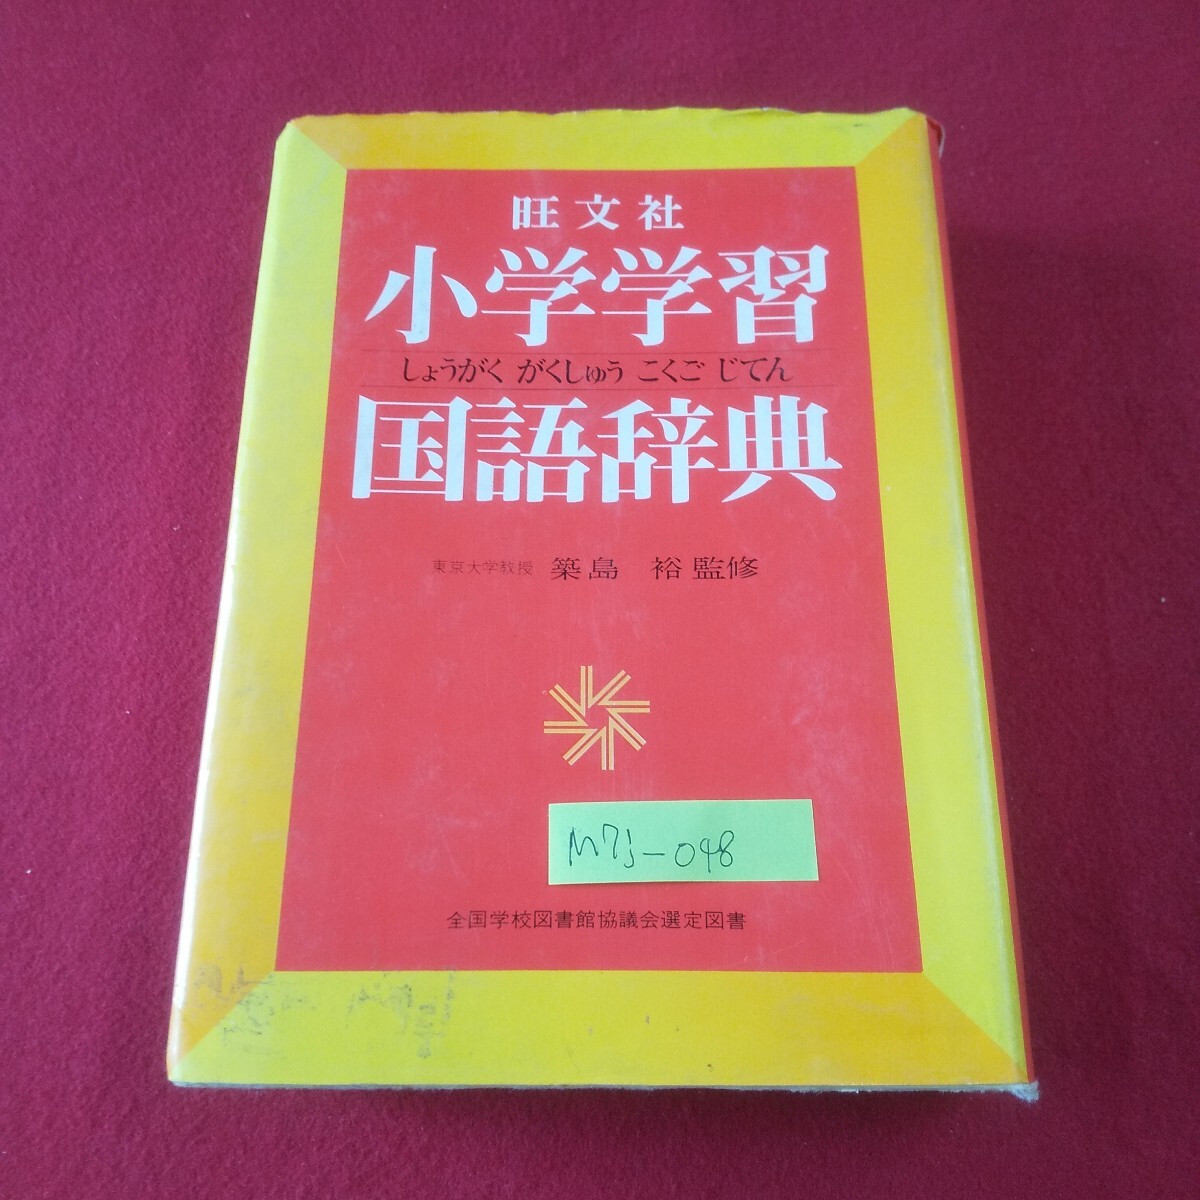 旺文社
小学学習
しょうがく がくしゅう こくご じてん
国語辞典
東京大学教授 築島 裕 監修
M7j-048
全国学校図書館協議会選定図書